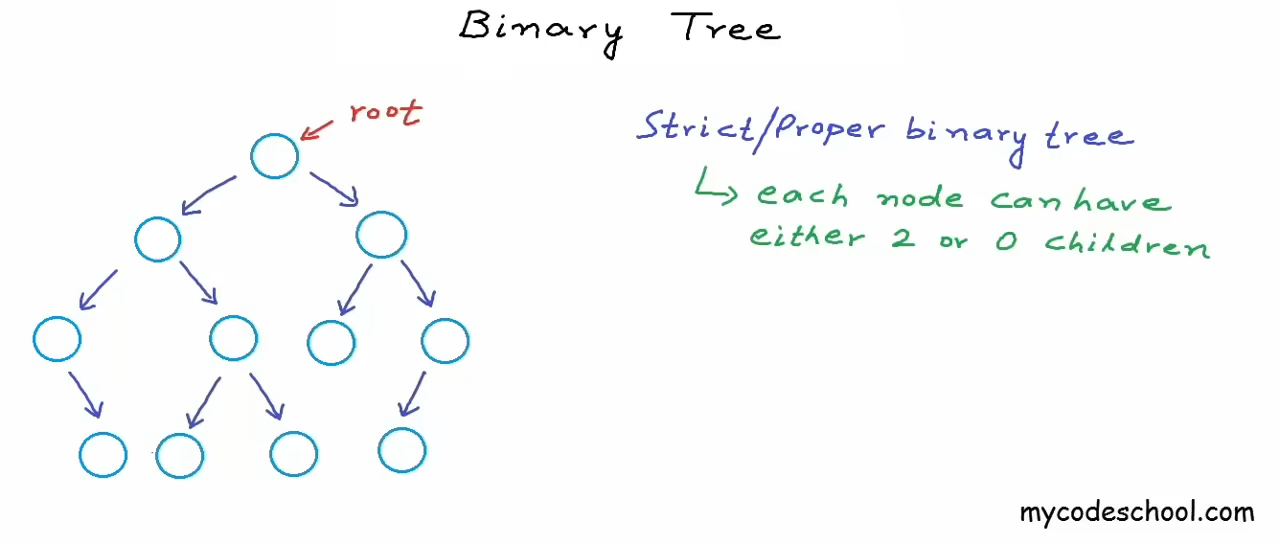 Binary Tree
root
Strict/Proper binary tree
each node can have
either 2 or 0 children
mycodeschool.com